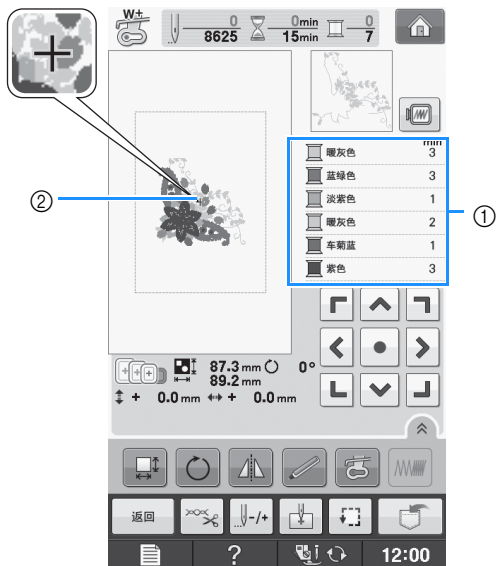 W±
0 0min 0
8625 15min 7
min
暖灰色 3
蓝绿色 3
淡紫色 1
暖灰色 2
车菊蓝 1
紫色 3
①
②
87.3 mm 0°
89.2 mm
+ 0.0 mm + 0.0 mm
返回 -/+
? 12:00